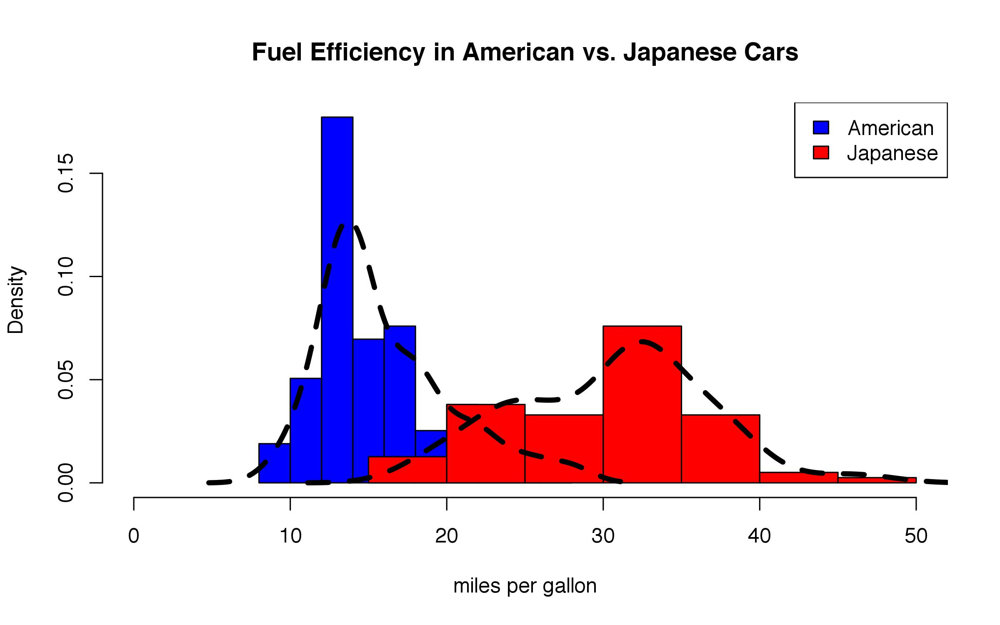 Fuel Efficiency in American vs. Japanese Cars
American
Japanese
Density
0.15
0.10
0.05
0.00
0 10 20 30 40 50
miles per gallon